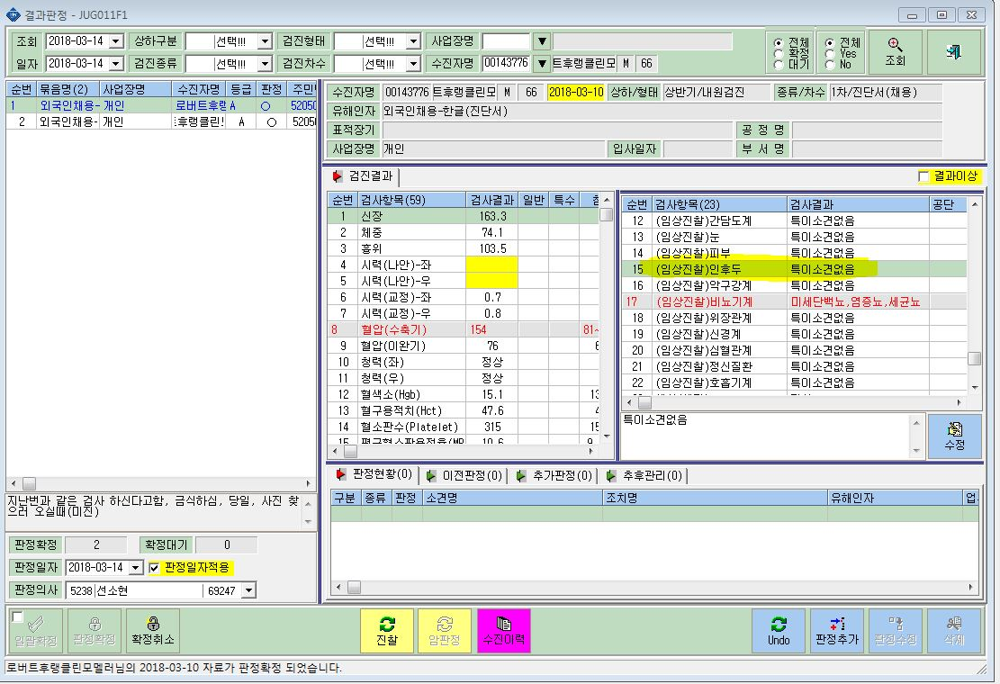 결과판정 - JUG011F1
조회 2018-03-14 상하구분 선택!!! 검진형태 선택!!! 사업장명 전체 전체
일자 2018-03-14 검진종류 선택!!! 검진차수 선택!!! 수진자명 00143776 트후랭클린모 M 66 확정 대기 Yes No 조회
순번 묶음명(2) 사업장명 수진자명 등급 판정 주민
1 외국인채용- 개인 로버트후랭 A ○ 5205
2 외국인채용- 개인 후랭클린! A ○ 5205
수진자명 00143776 트후랭클린모 M 66 2018-03-10 상하/형태 상반기/내원검진 종류/차수 1차/진단서(채용)
유해인자 외국인채용-한글(진단서)
표적장기 공 정 명
사업장명 개인 입사일자 부 서 명
검진결과 결과이상
순번 검사항목(59) 검사결과 일반 특수 참
1 신장 163.3
2 체중 74.1
3 흉위 103.5
4 시력(나안)-좌
5 시력(나안)-우
6 시력(교정)-좌 0.7
7 시력(교정)-우 0.8
8 혈압(수축기) 154 81~
9 혈압(이완기) 76 6
10 청력(좌) 정상
11 청력(우) 정상
12 혈색소(Hgb) 15.1 13
13 혈구용적치(Hct) 47.6 4
14 혈소판수(Platelet) 315 15
15 평균혈소판용적율(MP 10.6 9
순번 검사항목(23) 검사결과 공단
12 (임상진찰)간담도계 특이소견없음
13 (임상진찰)눈 특이소견없음
14 (임상진찰)피부 특이소견없음
15 (임상진찰)인후두 특이소견없음
16 (임상진찰)악구강계 특이소견없음
17 (임상진찰)비뇨기계 미세단백뇨,염증뇨,세균뇨
18 (임상진찰)위장관계 특이소견없음
19 (임상진찰)신경계 특이소견없음
20 (임상진찰)심혈관계 특이소견없음
21 (임상진찰)정신질환 특이소견없음
22 (임상진찰)호흡기계 특이소견없음
특이소견없음
수정
판정현황(0) 이전판정(0) 추가판정(0) 추후관리(0)
구분 종류 판정 소견명 조치명 유해인자 업
지난번과 같은 검사 하신다고함, 금식하심, 당일, 사진 찾
으러 오실때(미진)
판정확정 2 확정대기 0
판정일자 2018-03-14 판정일자적용
판정의사 5238 선소현 69247
일괄확정 판정확정 확정취소 진찰 암판정 수진이력 Undo 판정추가 판정수정 삭제
로버트후랭클린모멜러님의 2018-03-10 자료가 판정확정 되었습니다.